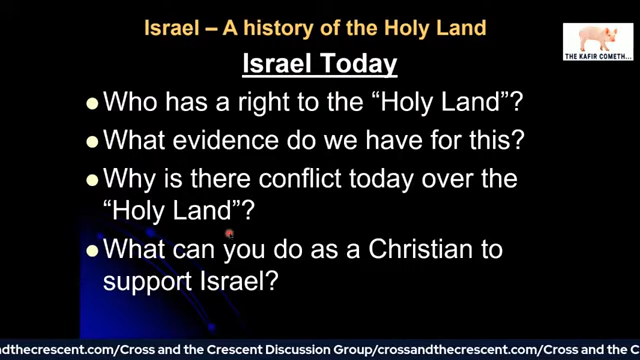 Israel – A history of the Holy Land
THE KAFIR COMETH...
Israel Today
Who has a right to the “Holy Land”?
What evidence do we have for this?
Why is there conflict today over the
“Holy Land”?
What can you do as a Christian to
support Israel?
ndthecrescent.com/Cross and the Crescent Discussion Group/crossandthecrescent.com/Cross and the C